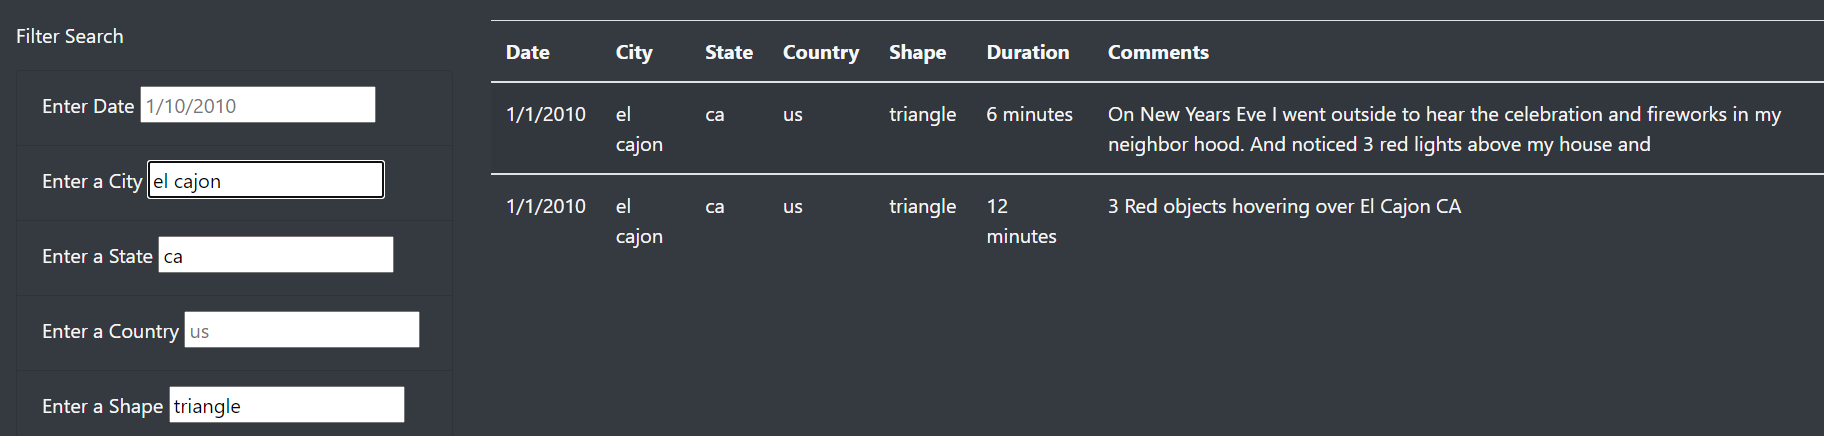 Filter Search
Enter Date 1/10/2010
Enter a City el cajon
Enter a State ca
Enter a Country us
Enter a Shape triangle
Date City State Country Shape Duration Comments
1/1/2010 el ca us triangle 6 minutes On New Years Eve I went outside to hear the celebration and fireworks in my
cajon neighbor hood. And noticed 3 red lights above my house and
1/1/2010 el ca us triangle 12 3 Red objects hovering over El Cajon CA
cajon minutes